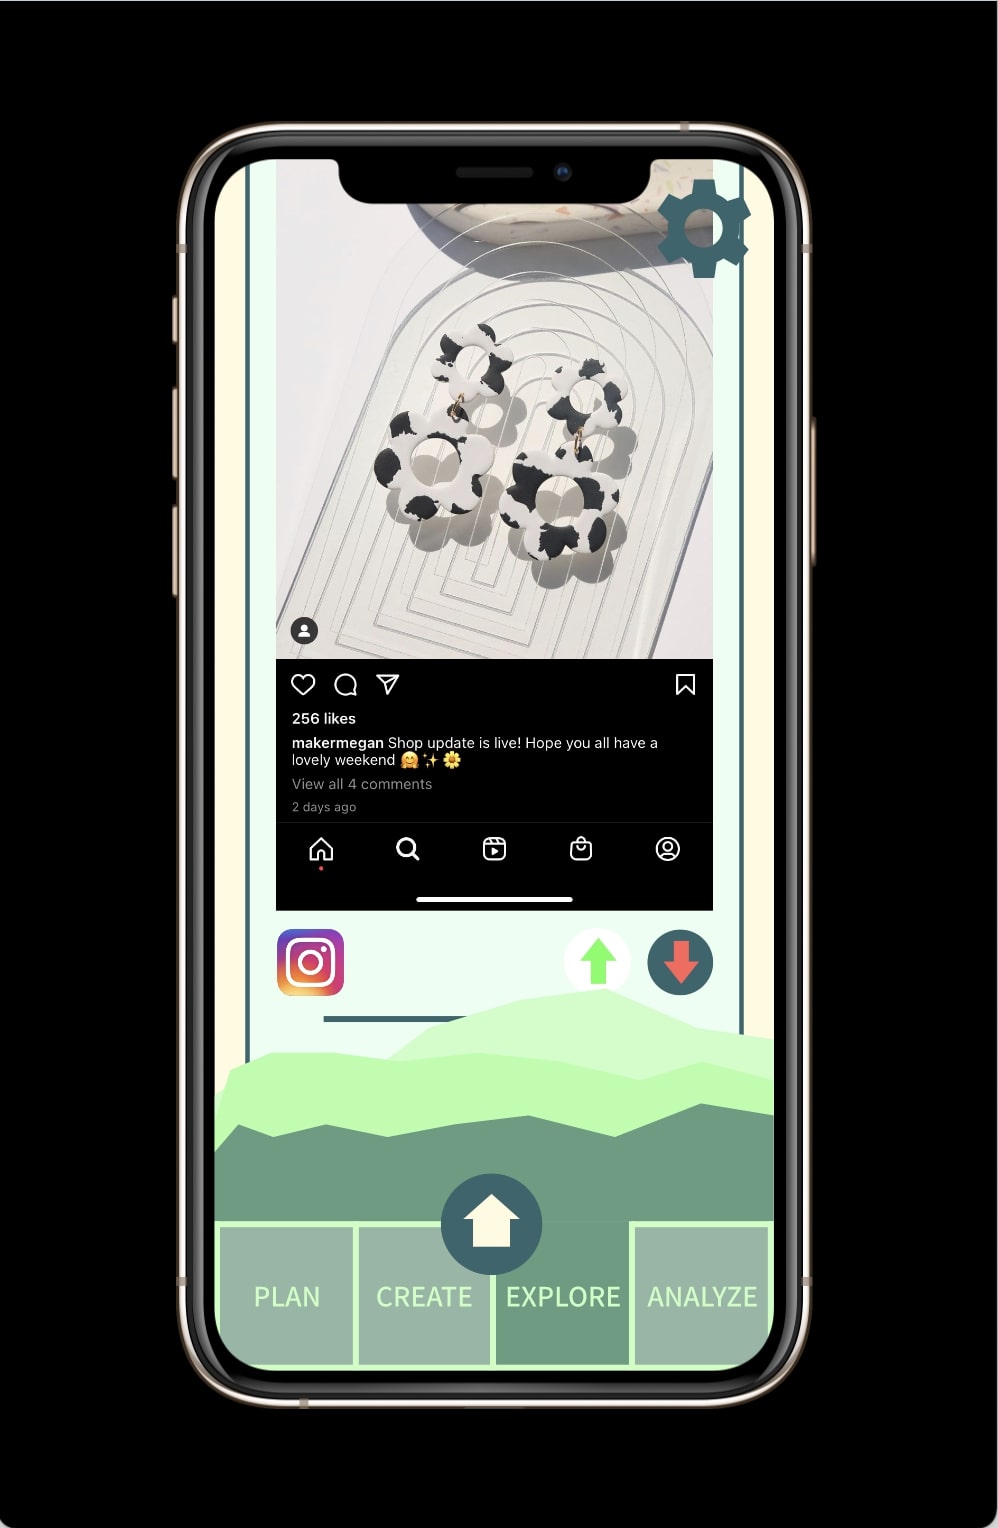 256 likes
makermegan Shop update is live! Hope you all have a
lovely weekend 🤗✨🌼
View all 4 comments
2 days ago
PLAN
CREATE
EXPLORE
ANALYZE